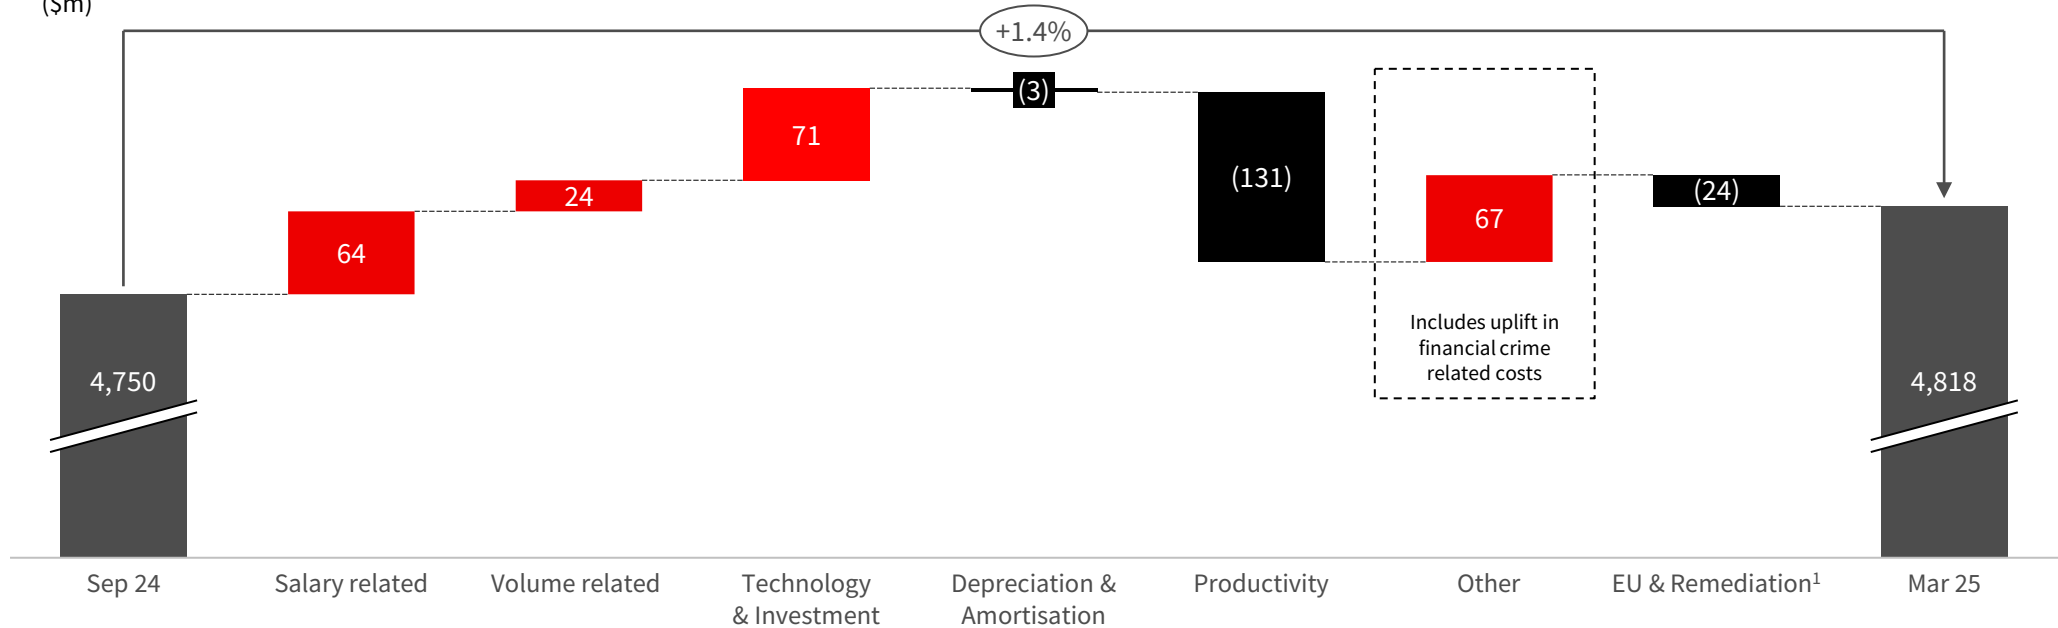 ($m)
+1.4%
(3)
71
(131)
(24)
24
67
64
Includes uplift in
financial crime
related costs
4,750
4,818
Sep 24
Salary related
Volume related
Technology
& Investment
Depreciation &
Amortisation
Productivity
Other
EU & Remediation¹
Mar 25